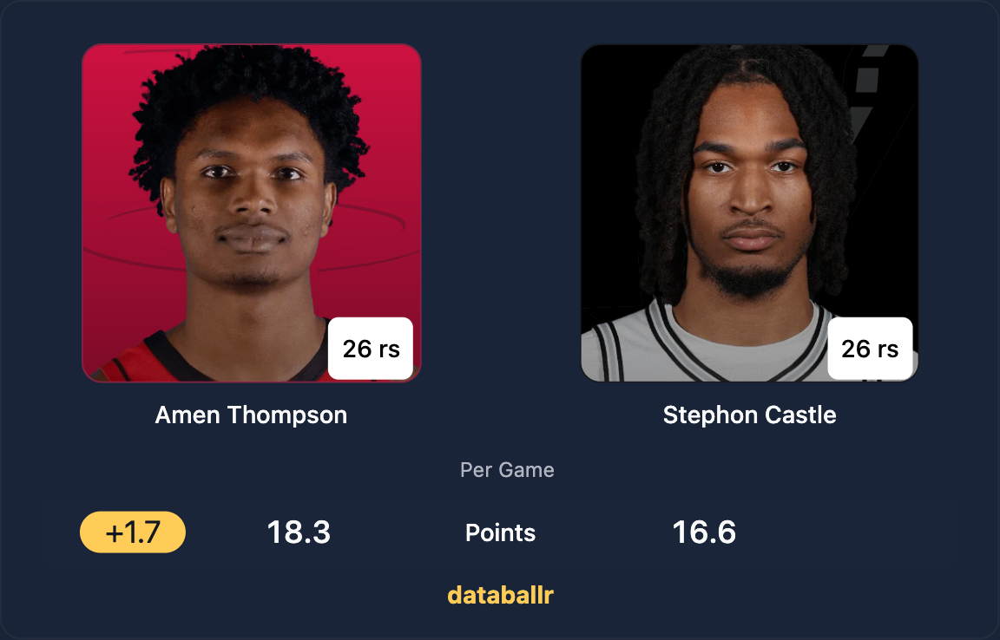 26 rs
26 rs
Amen Thompson
Stephon Castle
Per Game
+1.7 18.3 Points 16.6
databallr